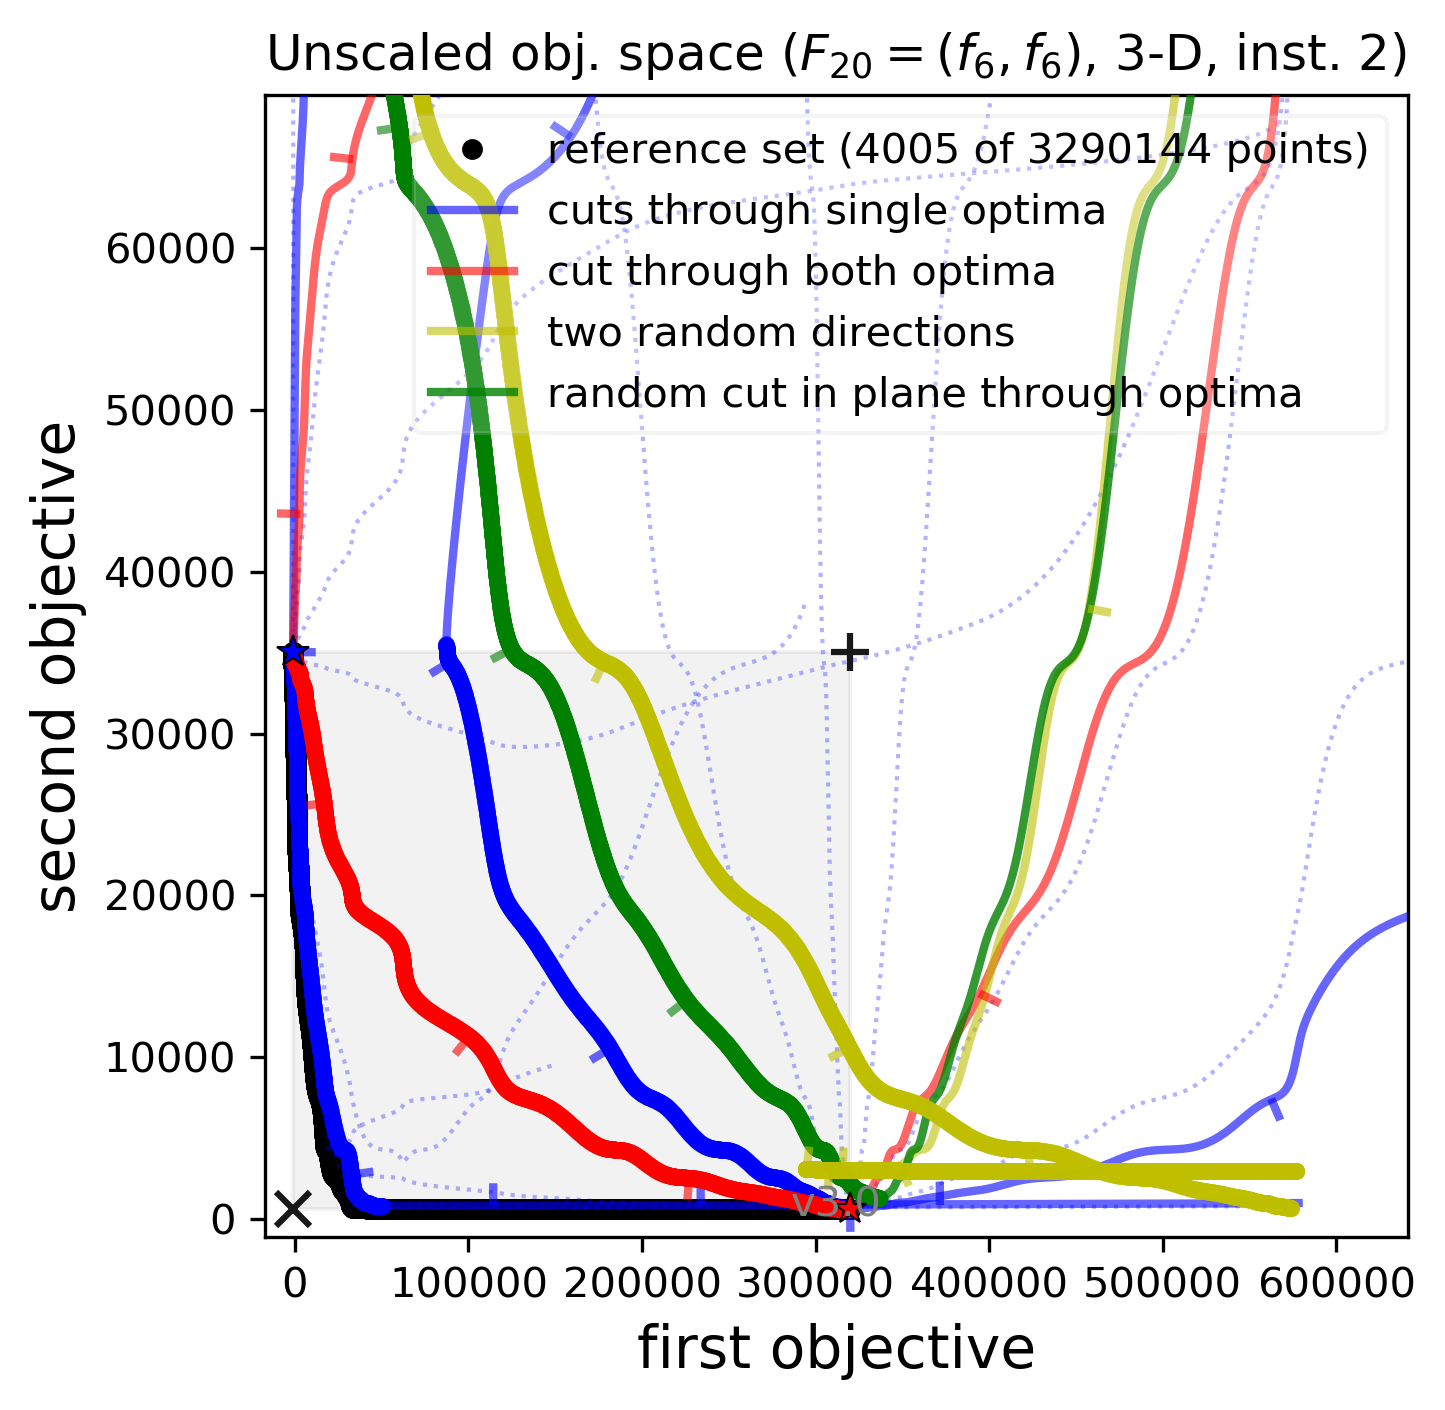 Unscaled obj. space (F20 = (f6, f6), 3-D, inst. 2)
reference set (4005 of 3290144 points)
cuts through single optima
cut through both optima
two random directions
random cut in plane through optima
60000
50000
40000
30000
20000
10000
0
second objective
v3.0
0 100000 200000 300000 400000 500000 600000
first objective